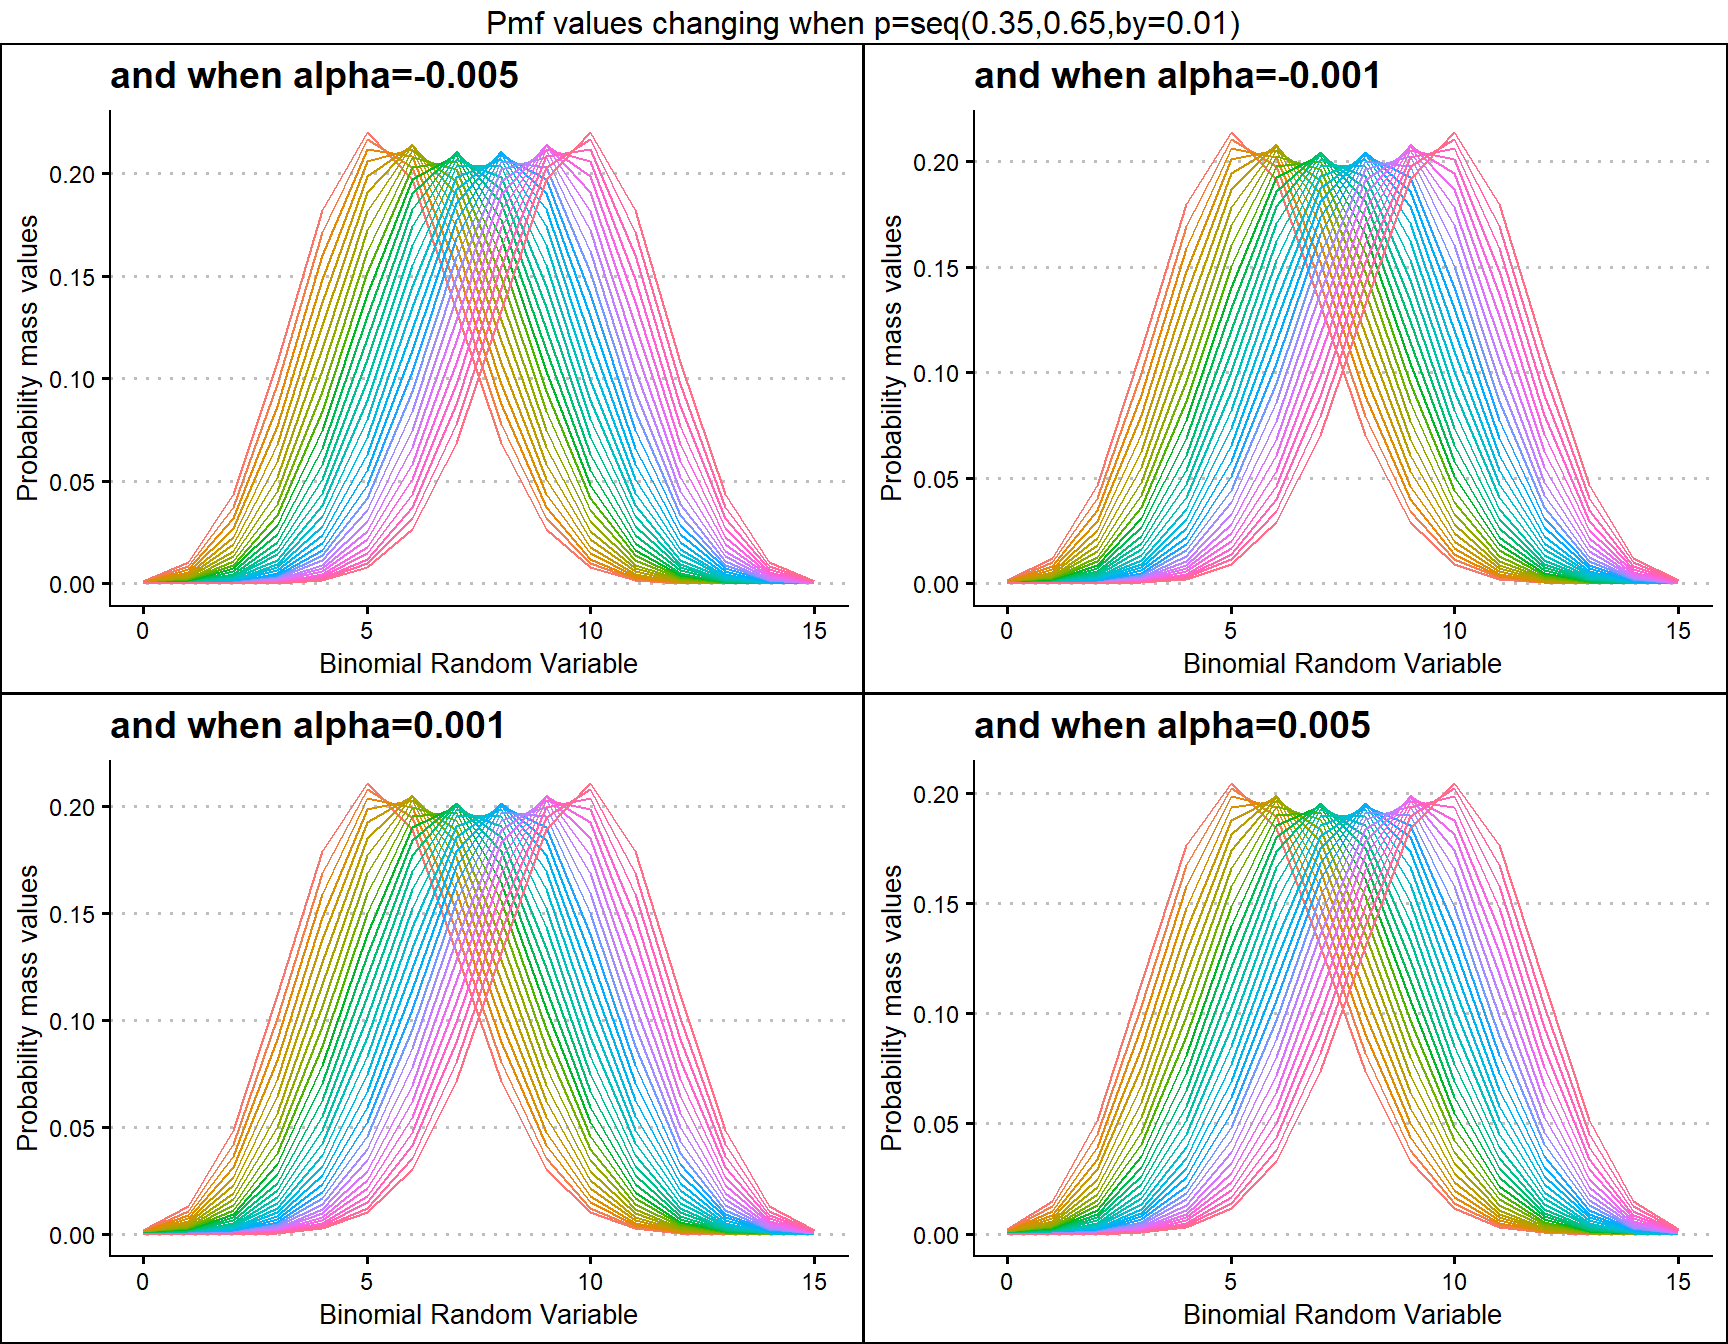 Pmf values changing when p=seq(0.35,0.65,by=0.01)
and when alpha=-0.005
Probability mass values
0.20
0.15
0.10
0.05
0.00
0 5 10 15
Binomial Random Variable
and when alpha=-0.001
Probability mass values
0.20
0.15
0.10
0.05
0.00
0 5 10 15
Binomial Random Variable
and when alpha=0.001
Probability mass values
0.20
0.15
0.10
0.05
0.00
0 5 10 15
Binomial Random Variable
and when alpha=0.005
Probability mass values
0.20
0.15
0.10
0.05
0.00
0 5 10 15
Binomial Random Variable